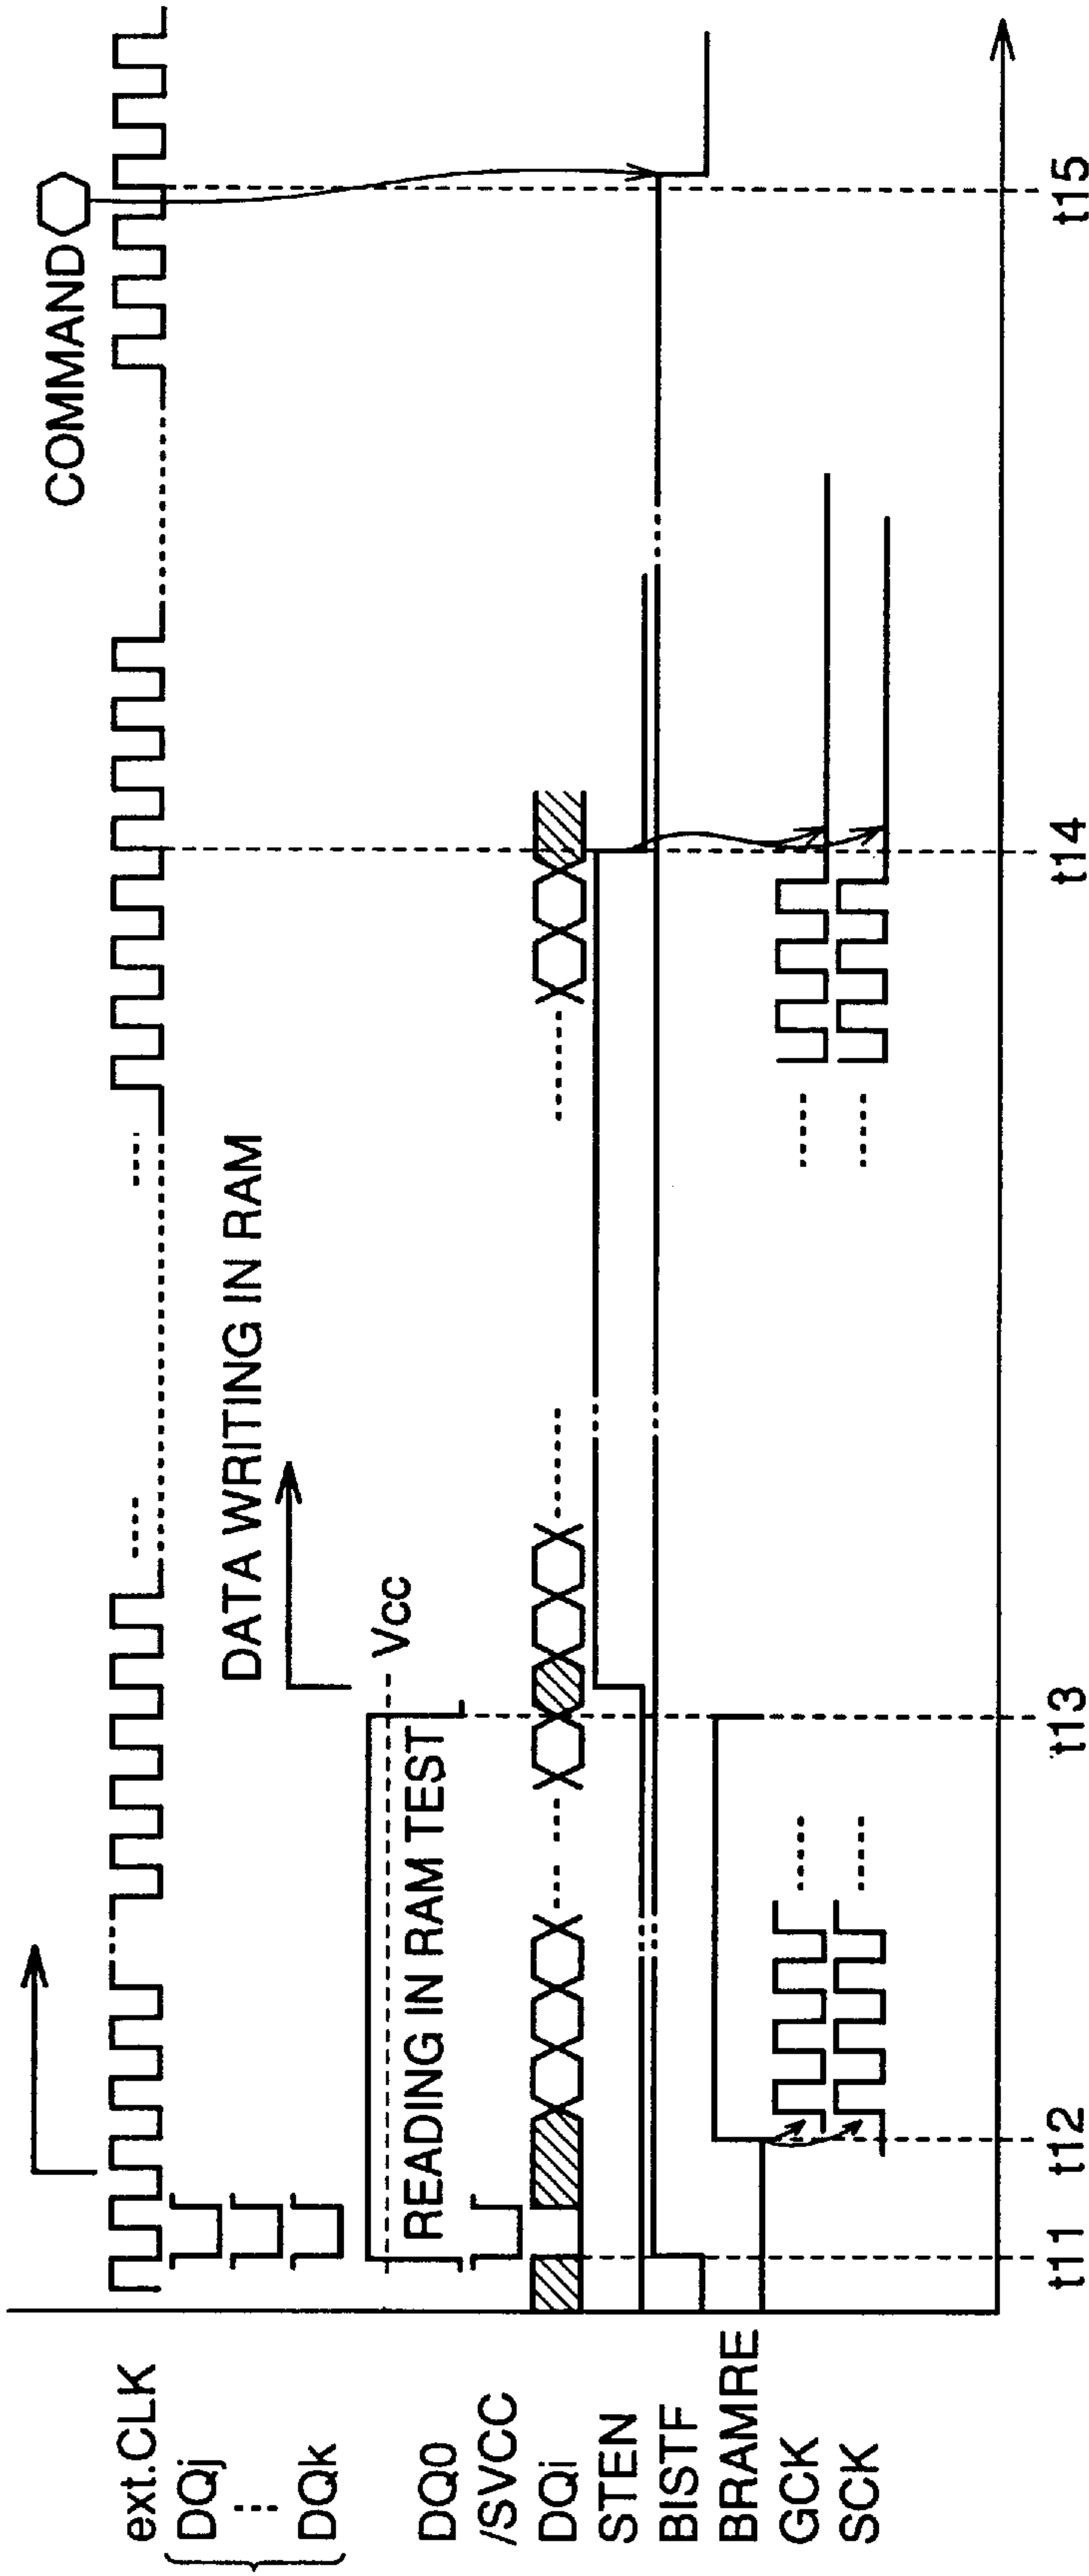 COMMAND
DATA WRITING IN RAM
Vcc
READING IN RAM TEST
ext.CLK
DQj
DQk
DQ0
/SVCC
DQi
STEN
BISTF
BRAMRE
GCK
SCK
t11 t12 t13 t14 t15